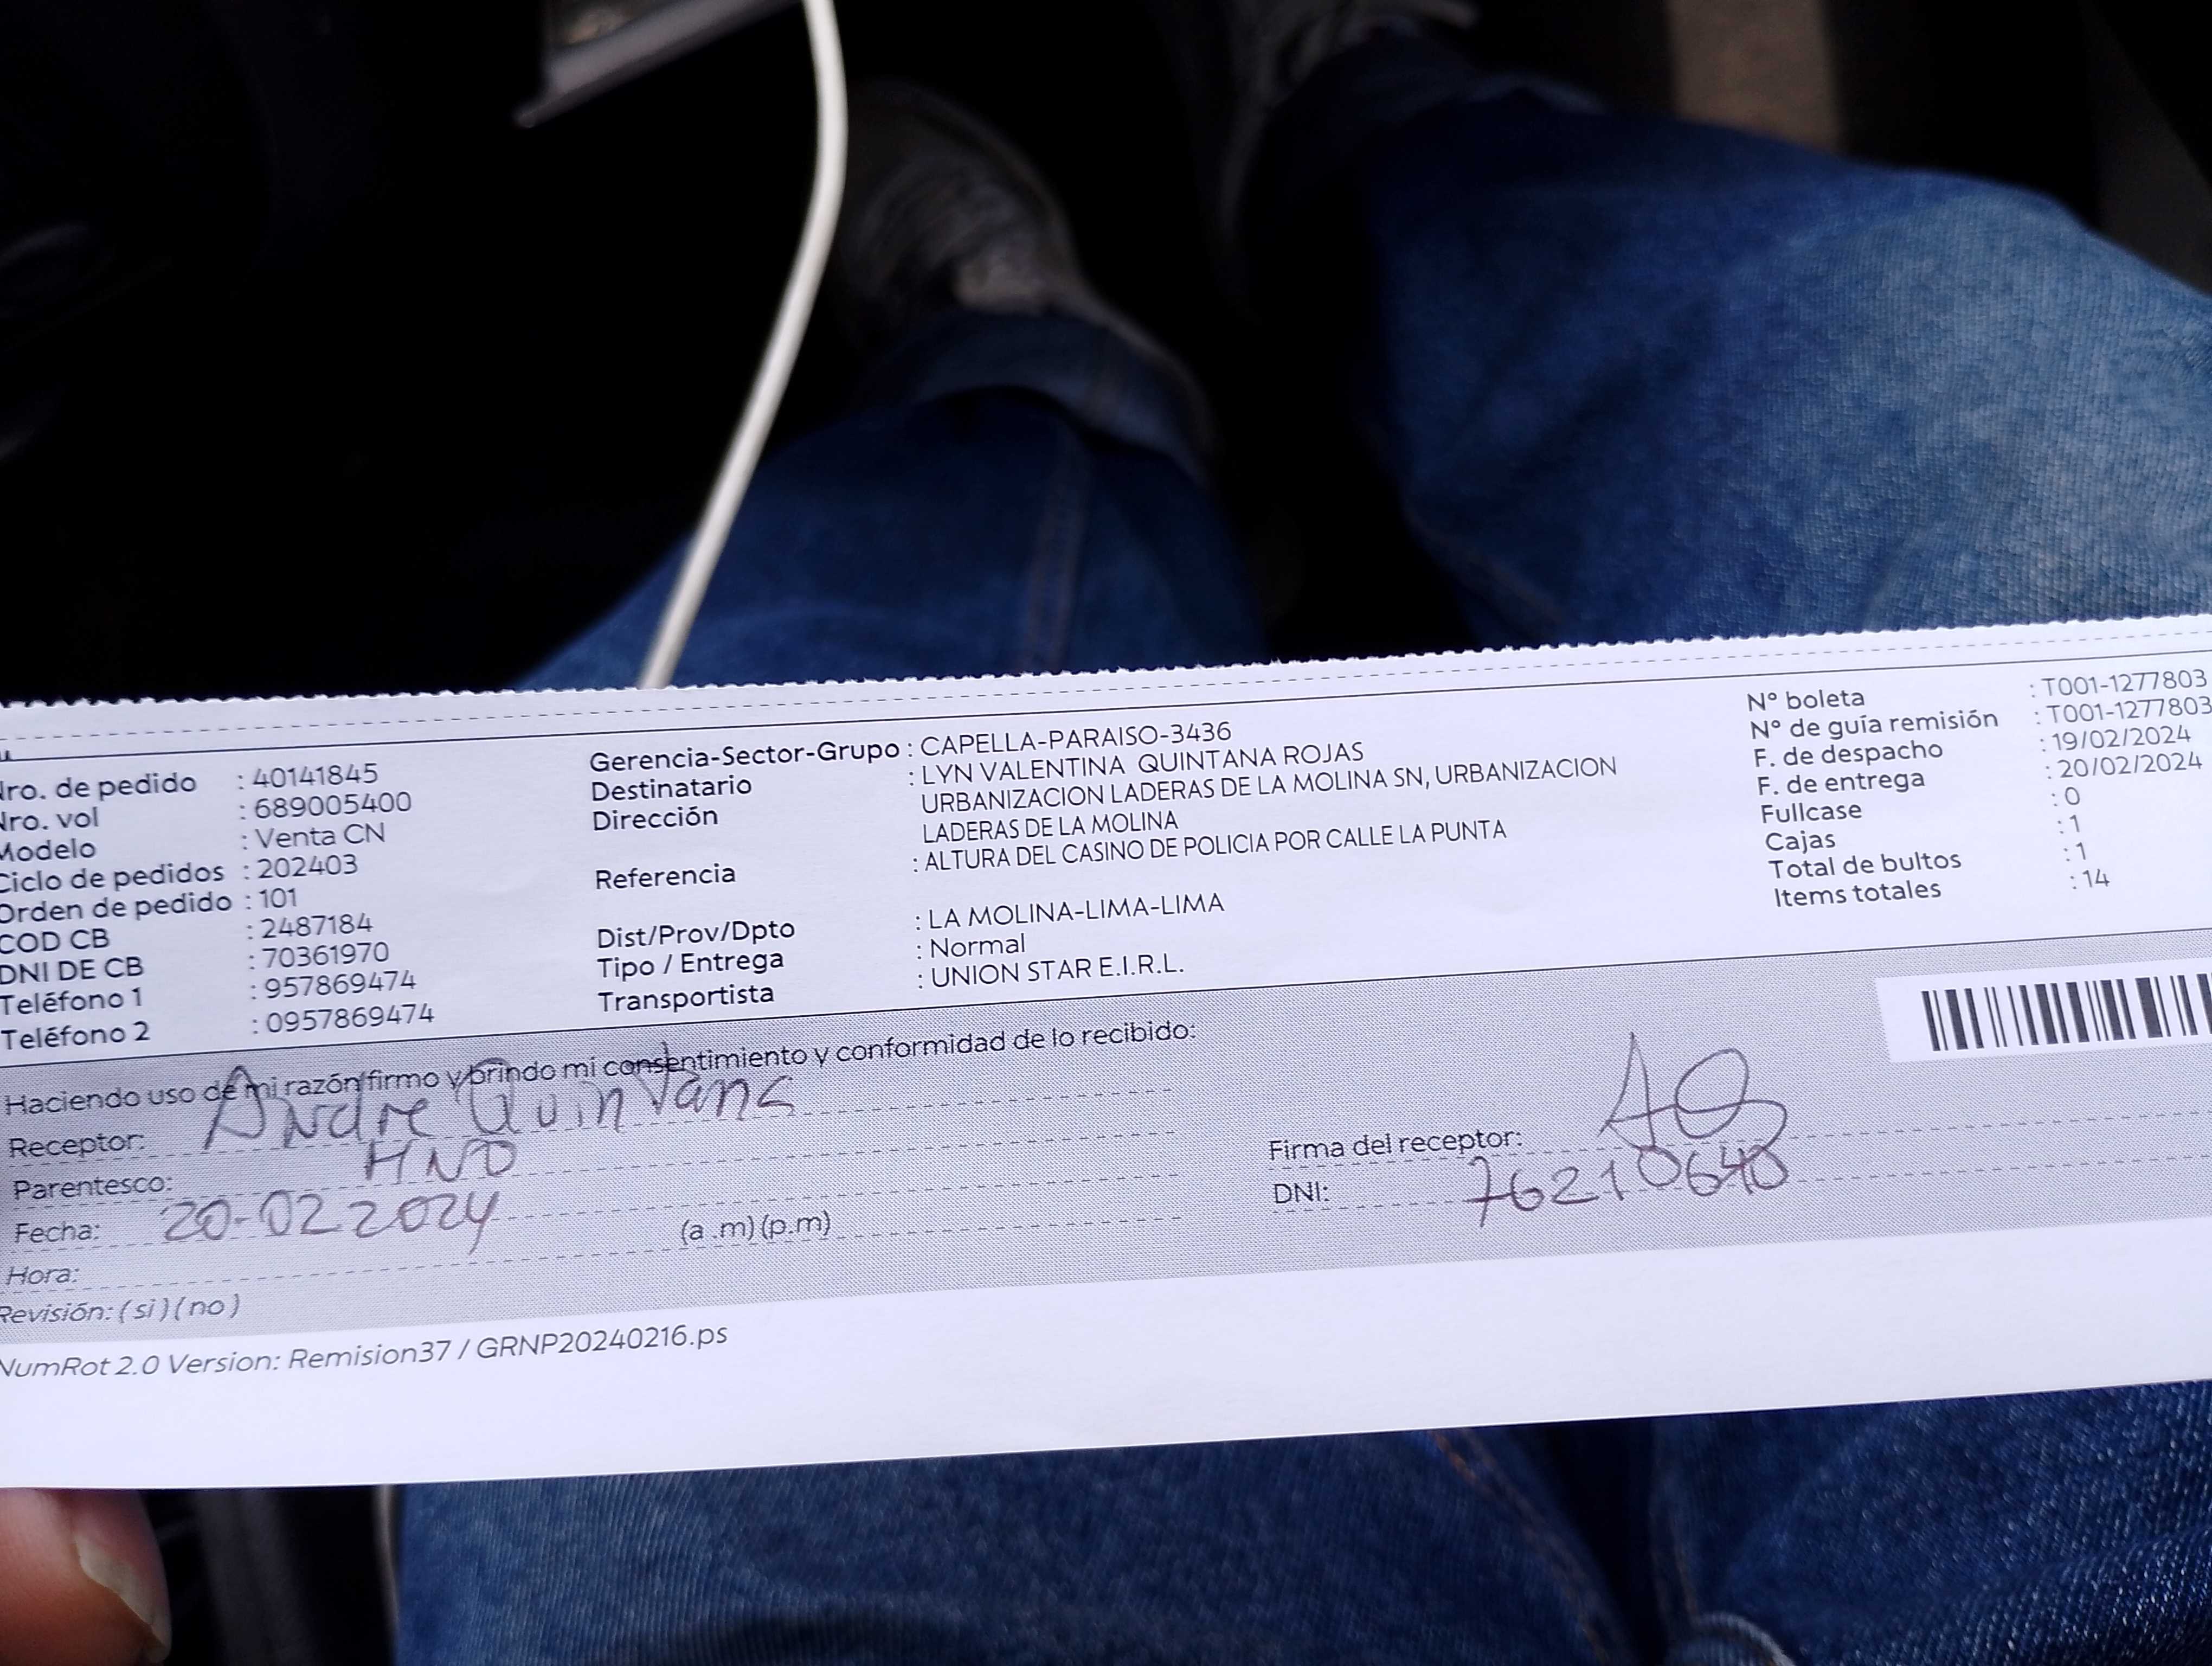 Nro. de pedido : 40141845
Nro. vol : 689005400
Modelo : Venta CN
Ciclo de pedidos : 202403
Orden de pedido : 101
COD CB : 2487184
DNI DE CB : 70361970
Teléfono 1 : 957869474
Teléfono 2 : 0957869474
Gerencia-Sector-Grupo : CAPELLA-PARAISO-3436
Destinatario : LYN VALENTINA QUINTANA ROJAS
Dirección URBANIZACION LADERAS DE LA MOLINA SN, URBANIZACION
LADERAS DE LA MOLINA
Referencia : ALTURA DEL CASINO DE POLICIA POR CALLE LA PUNTA
Dist/Prov/Dpto : LA MOLINA-LIMA-LIMA
Tipo / Entrega : Normal
Transportista : UNION STAR E.I.R.L.
N° boleta : T001-1277803
N° de guía remisión : T001-1277803
F. de despacho : 19/02/2024
F. de entrega : 20/02/2024
Fullcase : 0
Cajas : 1
Total de bultos : 1
Items totales : 14
Haciendo uso de mi razón firmo y brindo mi consentimiento y conformidad de lo recibido:
Receptor: Andre Quintana
Parentesco: HNO
Fecha: 20-02 2024
Hora: (a .m) (p.m)
Revisión: ( si ) ( no )
Firma del receptor: AQ
DNI: 76210648
NumRot 2.0 Version: Remision37 / GRNP20240216.ps